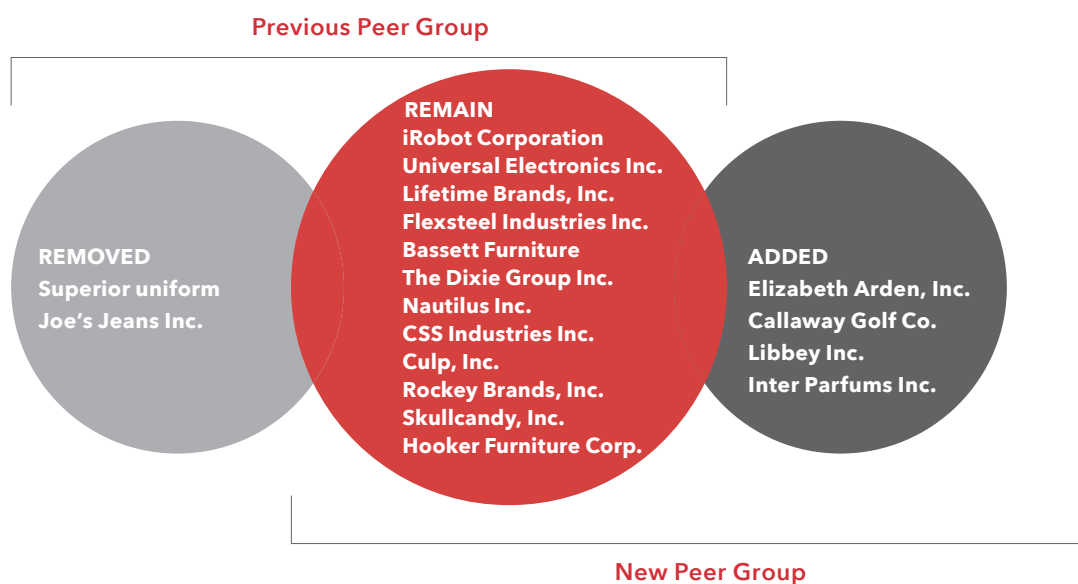 Previous Peer Group
REMOVED
Superior uniform
Joe’s Jeans Inc.
REMAIN
iRobot Corporation
Universal Electronics Inc.
Lifetime Brands, Inc.
Flexsteel Industries Inc.
Bassett Furniture
The Dixie Group Inc.
Nautilus Inc.
CSS Industries Inc.
Culp, Inc.
Rockey Brands, Inc.
Skullcandy, Inc.
Hooker Furniture Corp.
ADDED
Elizabeth Arden, Inc.
Callaway Golf Co.
Libbey Inc.
Inter Parfums Inc.
New Peer Group